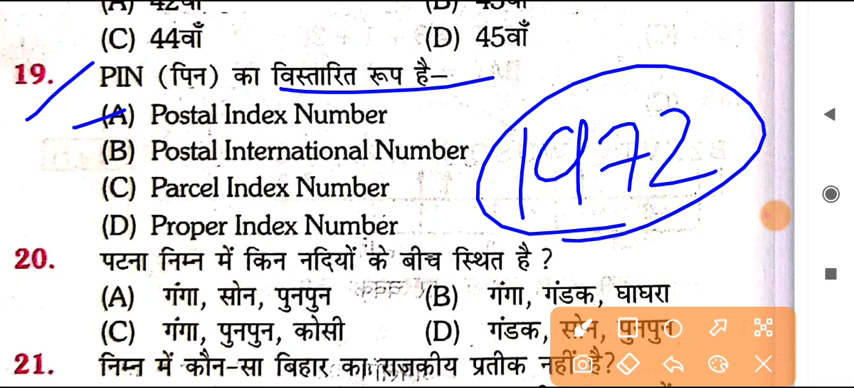 (C) 44वाँ (D) 45वाँ
19. PIN (पिन) का विस्तारित रूप है–
(A) Postal Index Number
(B) Postal International Number
(C) Parcel Index Number
(D) Proper Index Number
1972
20. पटना निम्न में किन नदियों के बीच स्थित है ?
(A) गंगा, सोन, पुनपुन (B) गंगा, गंडक, घाघरा
(C) गंगा, पुनपुन, कोसी (D) गंडक, सोन, पुनपुन
21. निम्न में कौन-सा बिहार का राजकीय प्रतीक नहीं है?